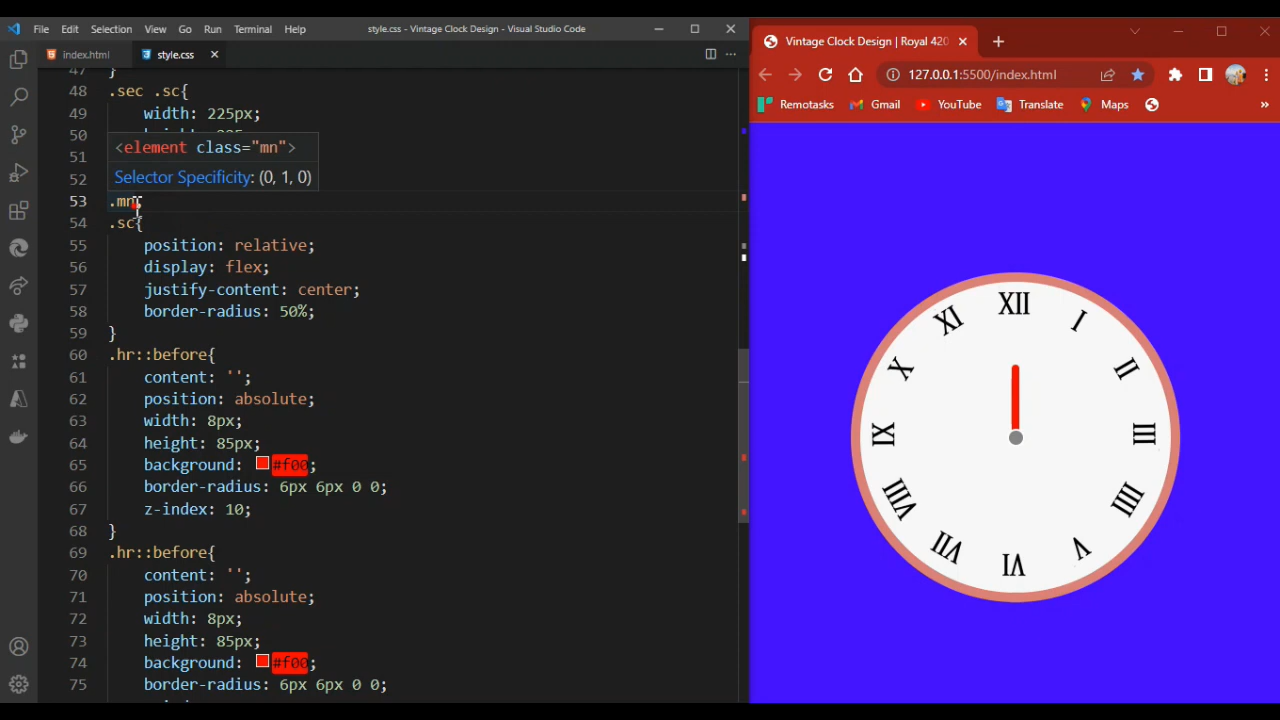 File Edit Selection View Go Run Terminal Help style.css - Vintage Clock Design - Visual Studio Code
index.html style.css
47 }
48 .sec .sc{
49 width: 225px;
50
51 <element class="mn">
52 Selector Specificity: (0, 1, 0)
53 .mn,
54 .sc{
55 position: relative;
56 display: flex;
57 justify-content: center;
58 border-radius: 50%;
59 }
60 .hr::before{
61 content: '';
62 position: absolute;
63 width: 8px;
64 height: 85px;
65 background: #f00;
66 border-radius: 6px 6px 0 0;
67 z-index: 10;
68 }
69 .hr::before{
70 content: '';
71 position: absolute;
72 width: 8px;
73 height: 85px;
74 background: #f00;
75 border-radius: 6px 6px 0 0;
Vintage Clock Design | Royal 420
127.0.0.1:5500/index.html
Remotasks Gmail YouTube Translate Maps »
XII
I
II
III
IIII
V
VI
VII
VIII
IX
X
XI